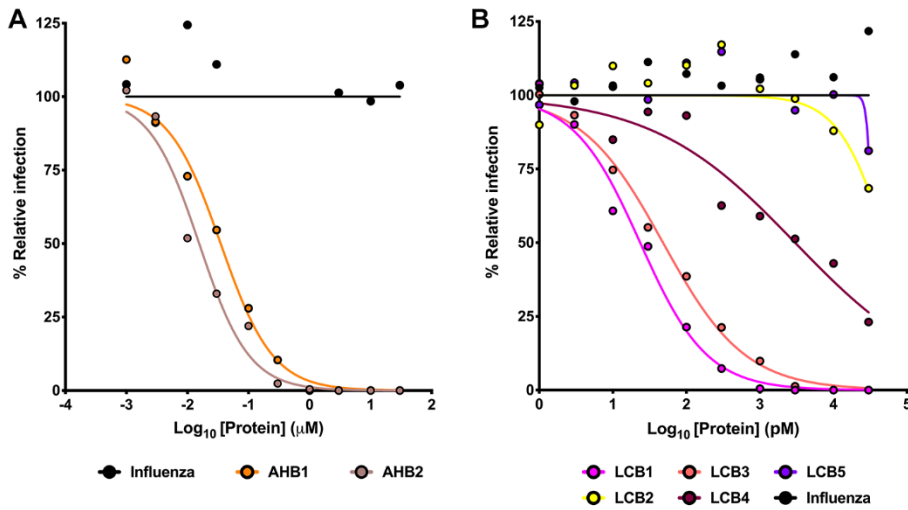 A
125
100
75
50
25
0
% Relative infection
-4 -3 -2 -1 0 1 2
Log10 [Protein] (μM)
Influenza AHB1 AHB2
B
125
100
75
50
25
0
% Relative infection
0 1 2 3 4 5
Log10 [Protein] (pM)
LCB1 LCB3 LCB5
LCB2 LCB4 Influenza